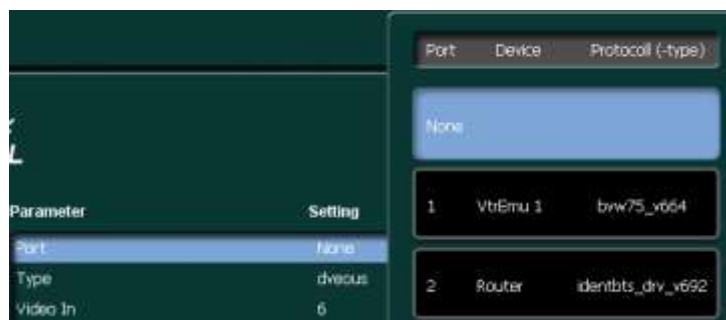 Port Device Protocoll (-type)
None
1 VtrEmu 1 bvw75_v664
2 Router identbts_drv_v692
L
Parameter Setting
Port None
Type dveous
Video In 6